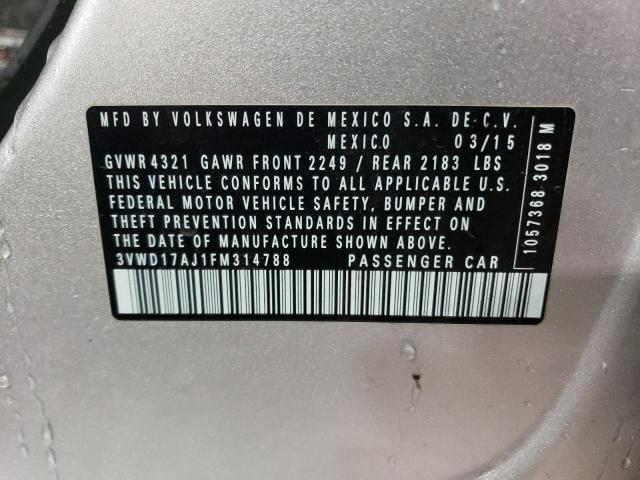 MFD BY VOLKSWAGEN DE MEXICO S.A. DE C.V.
MEXICO 03/15
GVWR 4321 GAWR FRONT 2249 / REAR 2183 LBS
THIS VEHICLE CONFORMS TO ALL APPLICABLE U.S.
FEDERAL MOTOR VEHICLE SAFETY, BUMPER AND
THEFT PREVENTION STANDARDS IN EFFECT ON
THE DATE OF MANUFACTURE SHOWN ABOVE.
3VWD17AJ1FM314788 PASSENGER CAR
1057368 3018 M